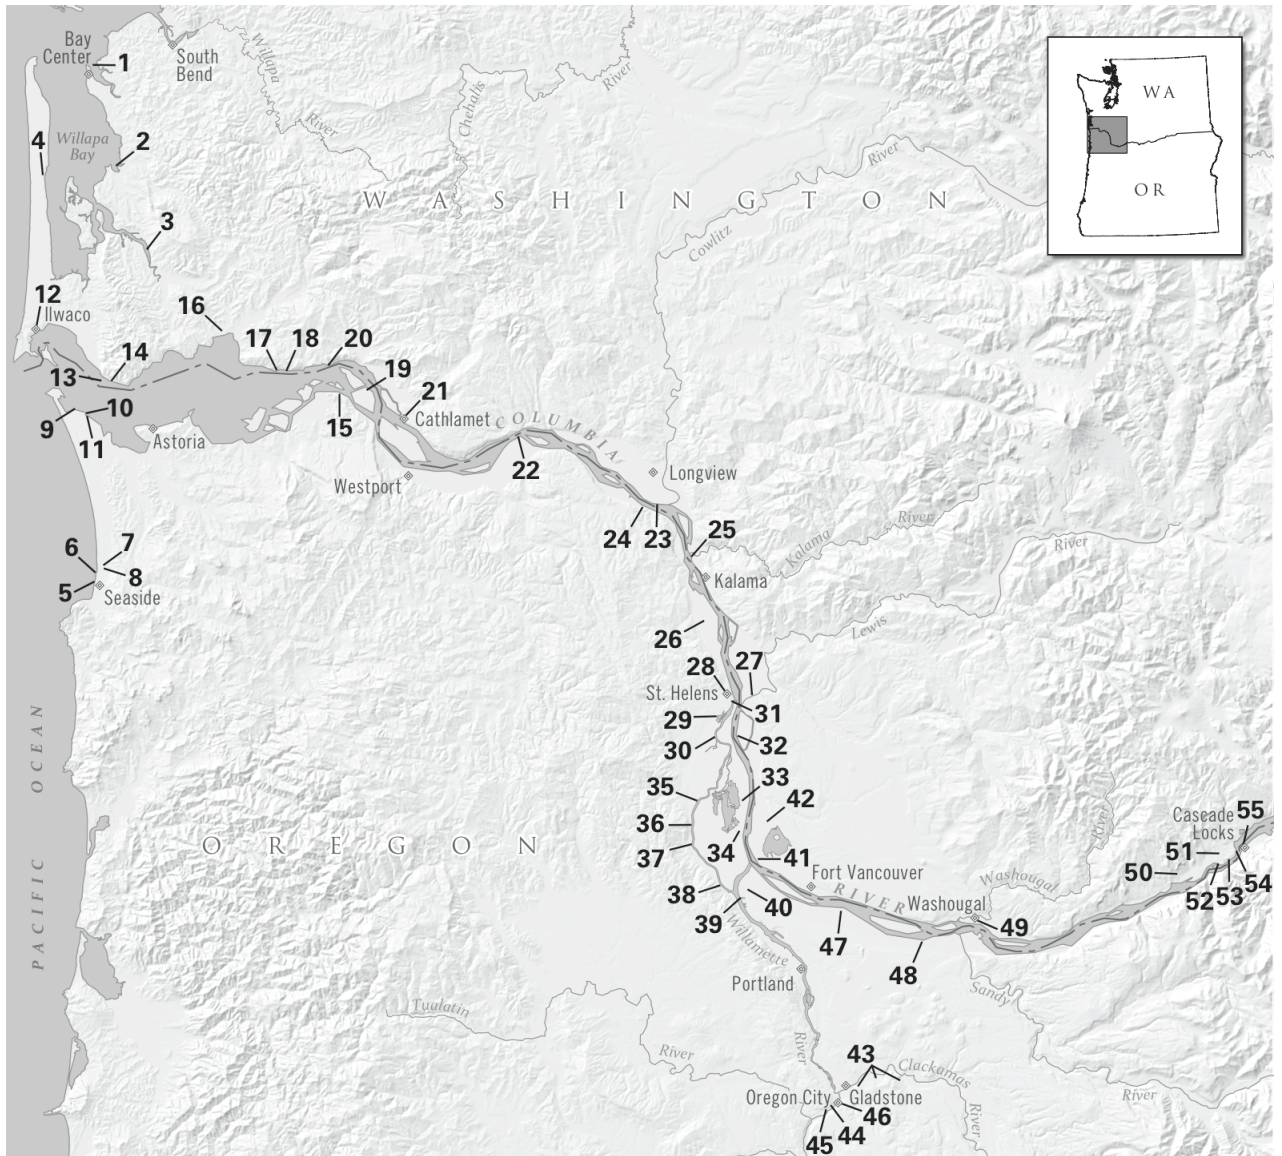 Bay
Center
1
South
Bend
Willapa
River
Chehalis
River
WA
OR
4
Willapa
Bay
2
River
WASHINGTON
3
Cowlitz
12
Ilwaco
16
17
18
20
14
13
19
21
10
9
11
Astoria
15
Cathlamet
COLUMBIA
22
Westport
Longview
24
23
25
Kalama
River
River
6
7
8
5
Seaside
Kalama
26
Lewis
28
27
St. Helens
31
29
30
32
PACIFIC OCEAN
33
35
42
36
34
37
41
OREGON
Cascade
Locks
55
51
50
52
53
54
River
Washougal
Fort Vancouver
38
40
39
RIVER
Washougal
47
49
48
Willamette
Portland
Sandy
Tualatin
River
River
43
Clackamas
River
River
Oregon City
Gladstone
46
45
44